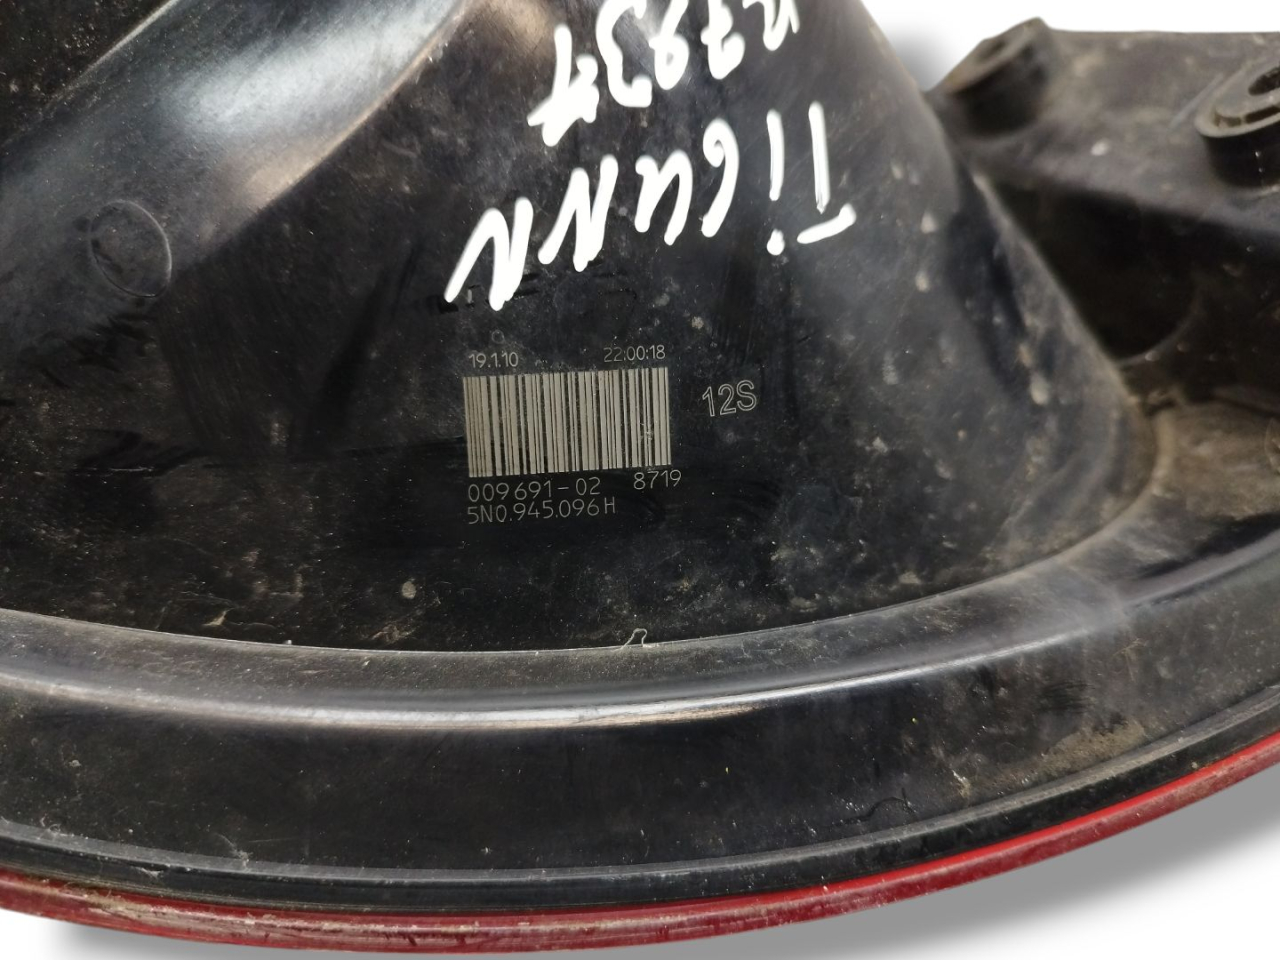 TiGUAN
19.1.10 22:00:18
12S
009691-02 8719
5N0.945.096H